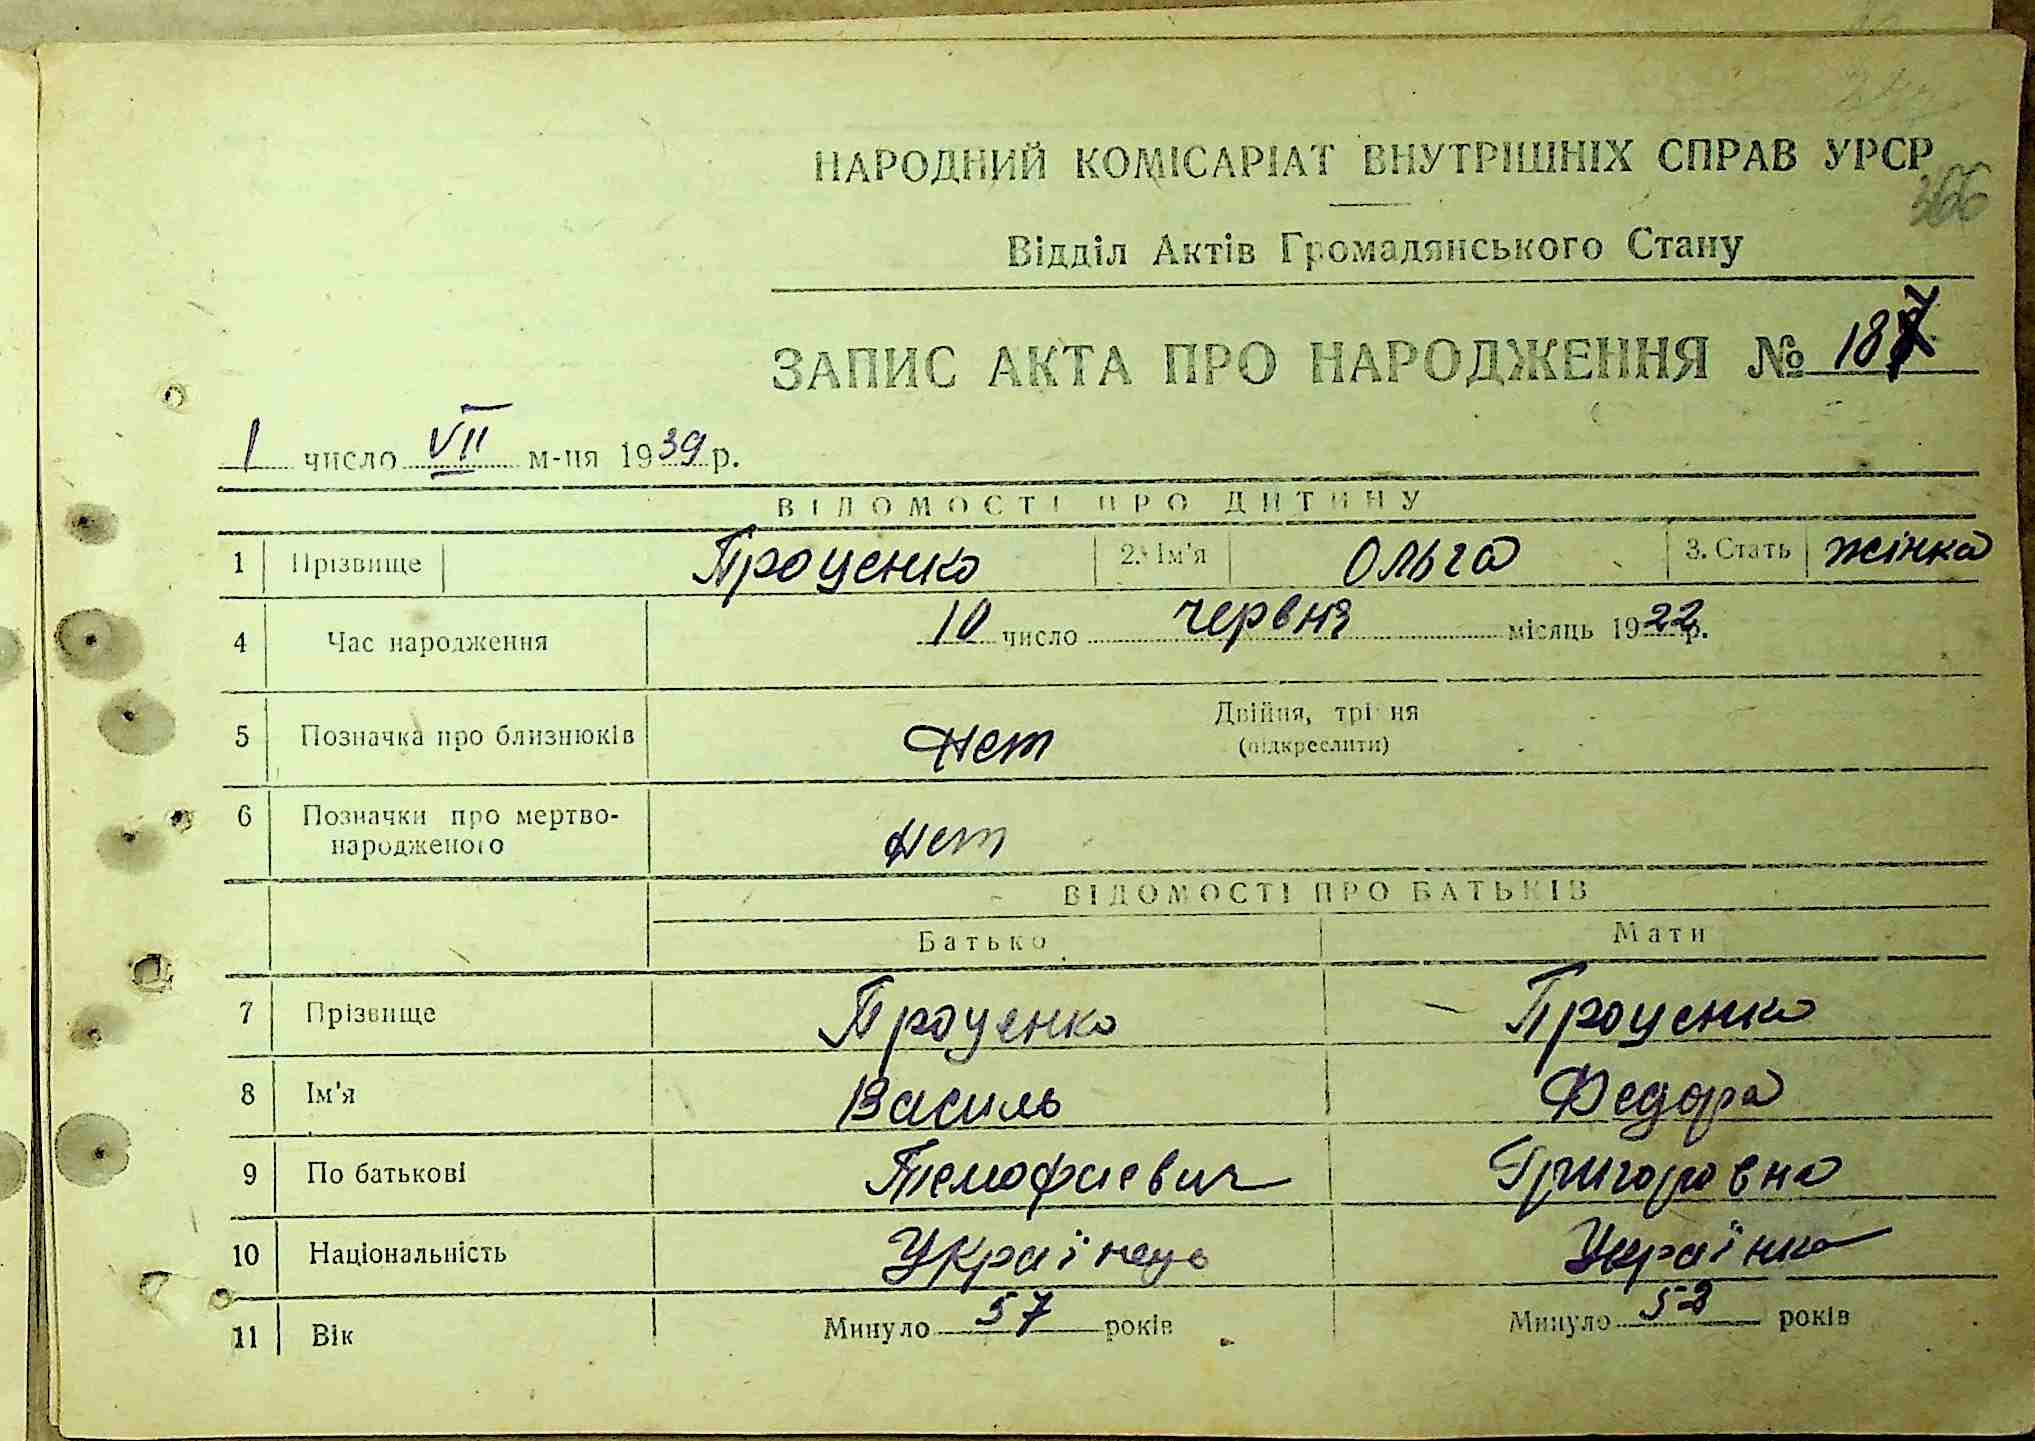 НАРОДНИЙ КОМІСАРІАТ ВНУТРІШНІХ СПРАВ УРСР
366
Відділ Актів Громадянського Стану
ЗАПИС АКТА ПРО НАРОДЖЕННЯ № 187
1 число VII м-ця 1939 р.
ВІДОМОСТІ ПРО ДИТИНУ
1 Прізвище Проценко 2. Ім'я Ольга 3. Стать жінка
4 Час народження 10 число червня місяць 1922 р.
5 Позначка про близнюків Нет Двійня, трійня
(підкреслити)
6 Позначки про мертво-
народженого Нет
ВІДОМОСТІ ПРО БАТЬКІВ
Батько Мати
7 Прізвище Проценко Проценко
8 Ім'я Василь Федора
9 По батькові Темофиевич Григоровна
10 Національність Українець Українка
11 Вік Минуло 57 років Минуло 52 років